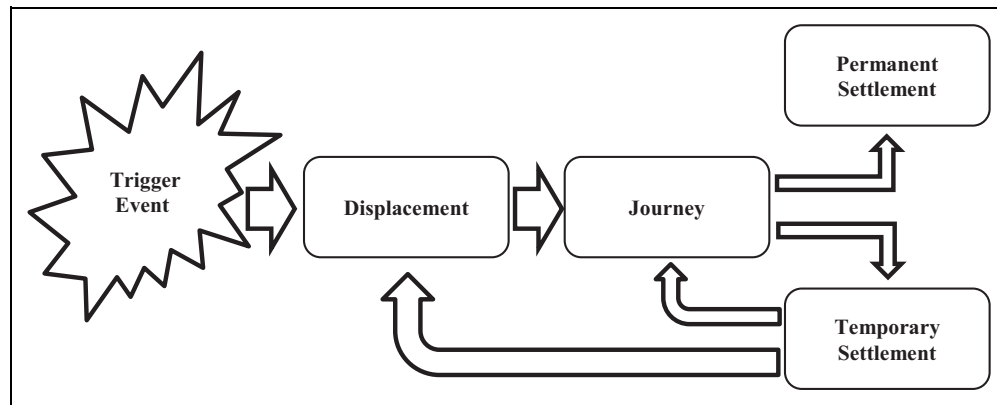 Trigger
Event
Displacement
Journey
Permanent
Settlement
Temporary
Settlement